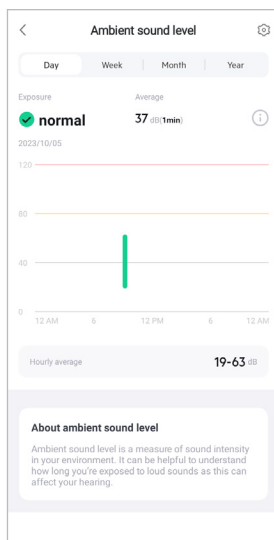 Ambient sound level
Day Week Month Year
Exposure Average
normal 37 dB(1min)
2023/10/05
120
80
40
0
12 AM 6 12 PM 6 12 AM
Hourly average 19-63 dB
About ambient sound level
Ambient sound level is a measure of sound intensity
in your environment. It can be helpful to understand
how long you're exposed to loud sounds as this can
affect your hearing.